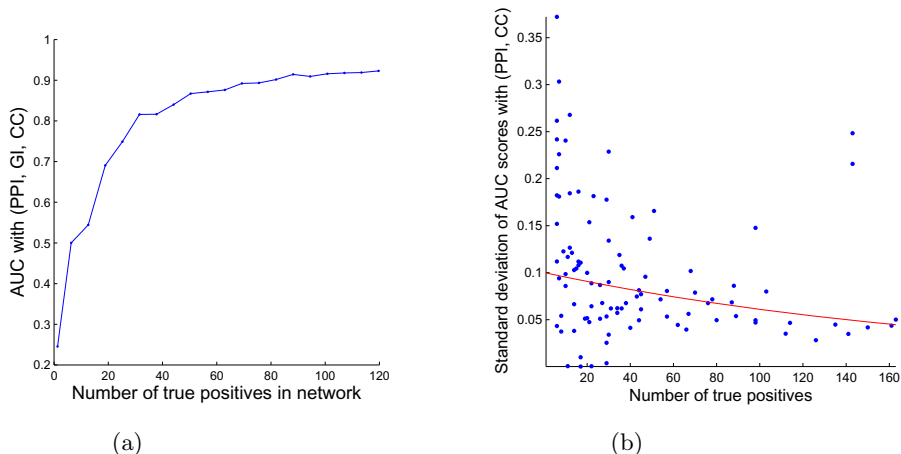 1
0.9
0.8
0.7
0.6
0.5
0.4
0.3
0.2
0 20 40 60 80 100 120
AUC with (PPI, GI, CC)
Number of true positives in network
(a)
0.35
0.3
0.25
0.2
0.15
0.1
0.05
20 40 60 80 100 120 140 160
Standard deviation of AUC scores with (PPI, CC)
Number of true positives
(b)